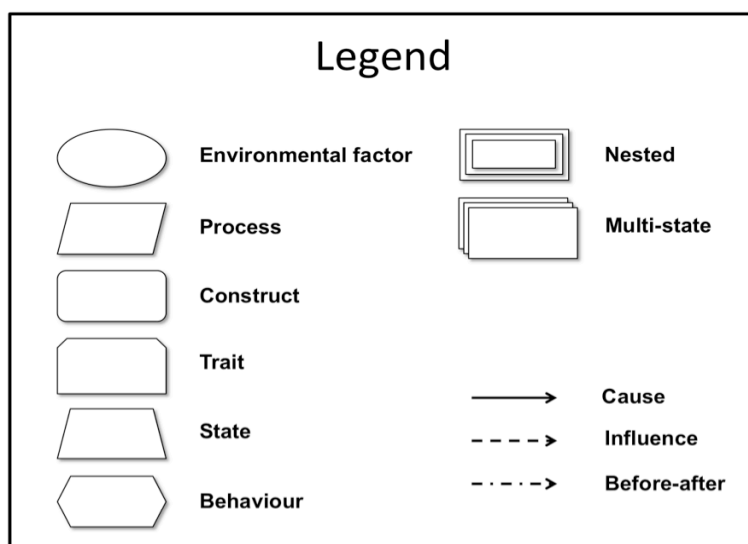 Legend
Environmental factor
Process
Construct
Trait
State
Behaviour
Nested
Multi-state
Cause
Influence
Before-after